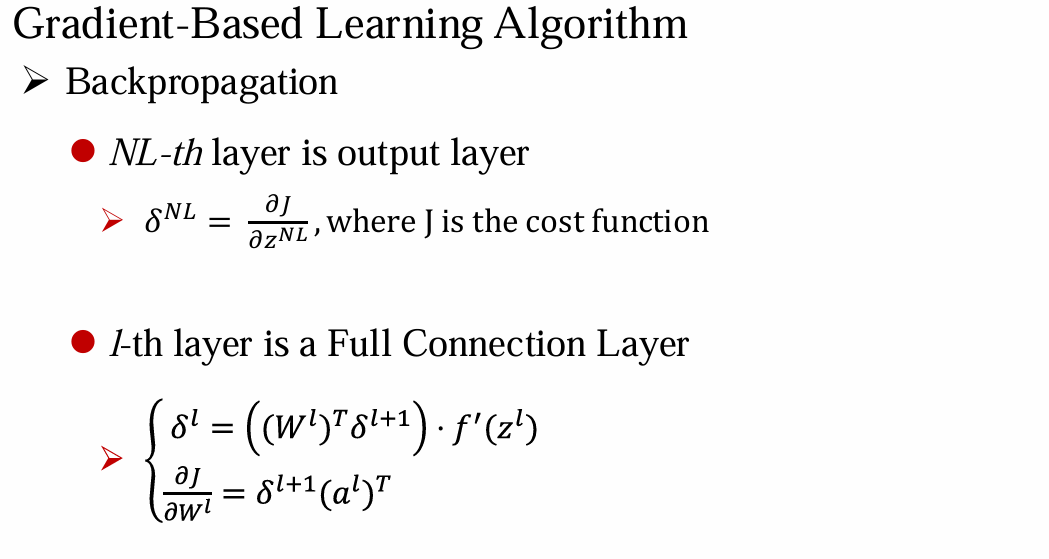 Gradient-Based Learning Algorithm
➢ Backpropagation
● NL-th layer is output layer
➢ δ^{NL} = ∂J/∂z^{NL}, where J is the cost function
● l-th layer is a Full Connection Layer
➢ { δ^l = ((W^l)^T δ^{l+1}) · f′(z^l)
∂J/∂W^l = δ^{l+1}(a^l)^T